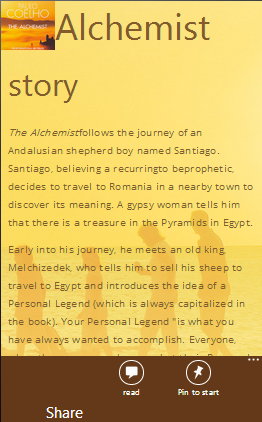 PAULO
COELHO
THE ALCHEMIST
Alchemist
story
The Alchemistfollows the journey of an
Andalusian shepherd boy named Santiago.
Santiago, believing a recurringto beprophetic,
decides to travel to Romania in a nearby town to
discover its meaning. A gypsy woman tells him
that there is a treasure in the Pyramids in Egypt.
Early into his journey, he meets an old king,
Melchizedek, who tells him to sell his sheep to
travel to Egypt and introduces the idea of a
Personal Legend (which is always capitalized in
the book). Your Personal Legend "is what you
have always wanted to accomplish. Everyone,
read
Pin to start
Share